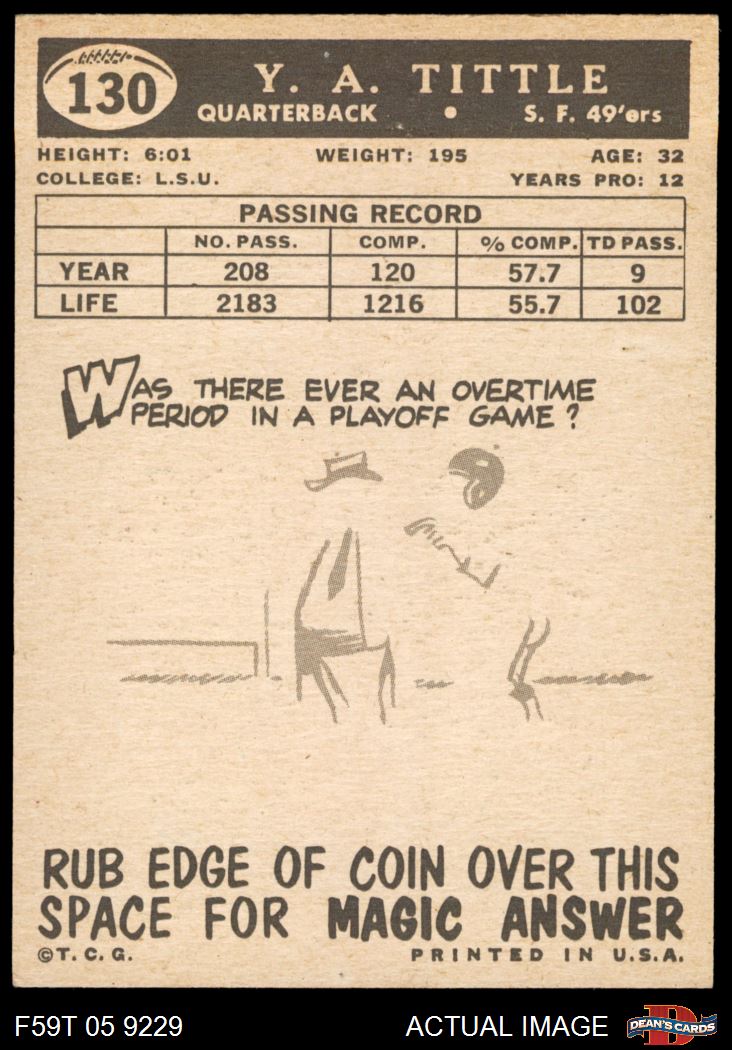 130
Y. A. TITTLE
QUARTERBACK • S. F. 49'ers
HEIGHT: 6:01 WEIGHT: 195 AGE: 32
COLLEGE: L.S.U. YEARS PRO: 12
PASSING RECORD
NO. PASS. COMP. % COMP. TD PASS.
YEAR 208 120 57.7 9
LIFE 2183 1216 55.7 102
WAS THERE EVER AN OVERTIME
PERIOD IN A PLAYOFF GAME?
RUB EDGE OF COIN OVER THIS
SPACE FOR MAGIC ANSWER
©T. C. G. PRINTED IN U.S.A.
F59T 05 9229 ACTUAL IMAGE DEAN'S CARDS